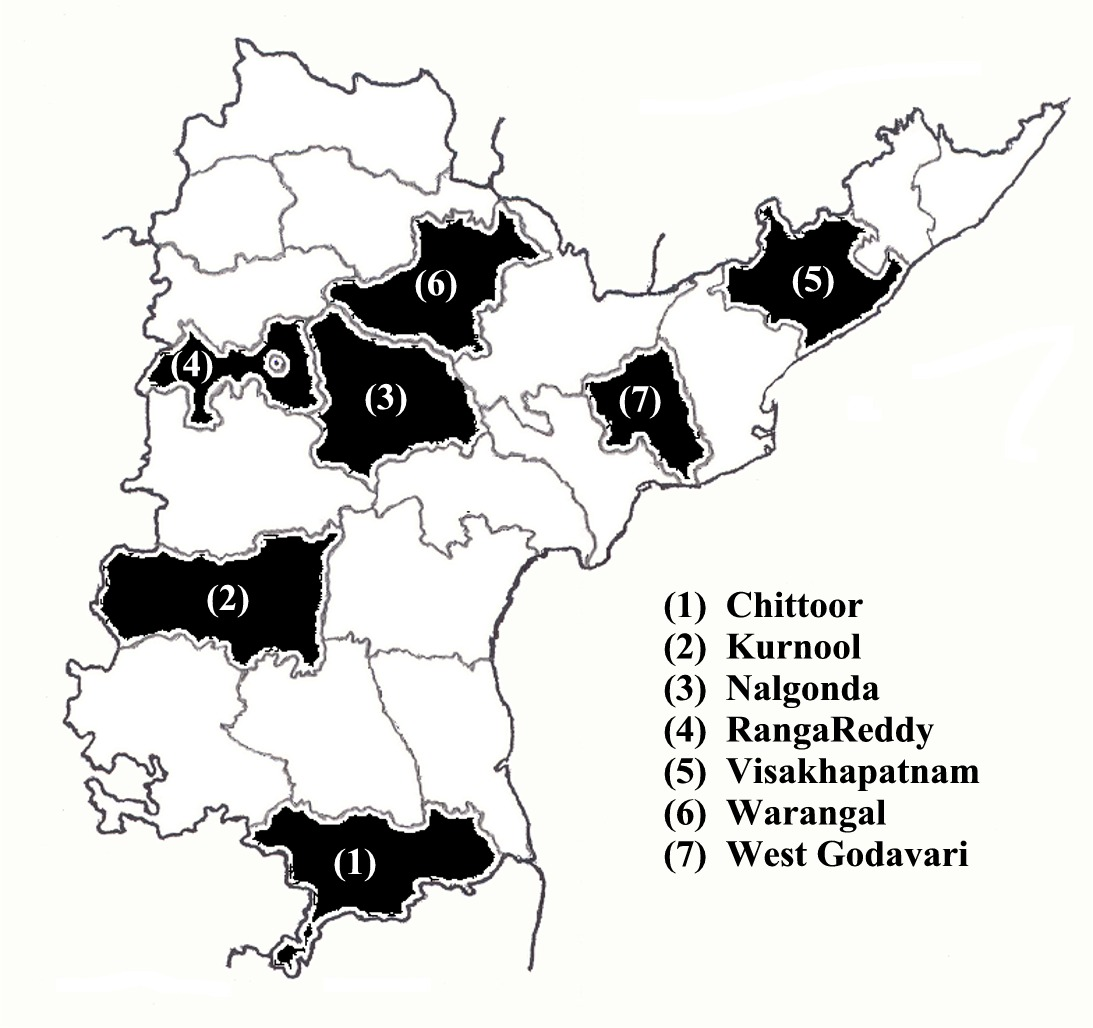 (6)
(5)
(4)
(3)
(7)
(2)
(1)
(1) Chittoor
(2) Kurnool
(3) Nalgonda
(4) RangaReddy
(5) Visakhapatnam
(6) Warangal
(7) West Godavari